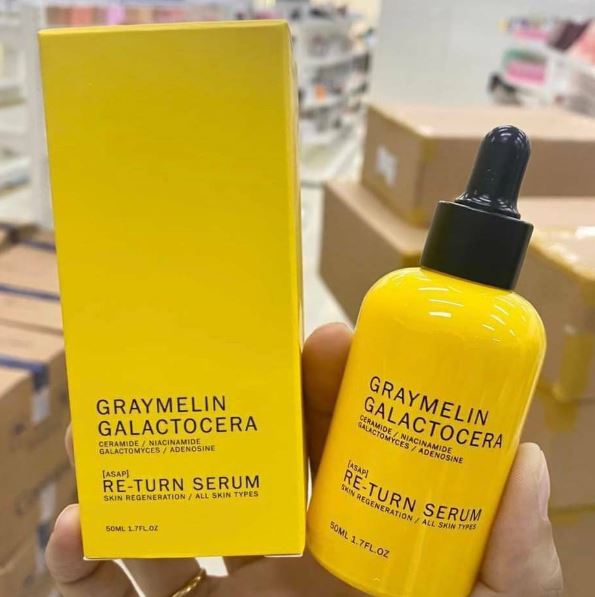 GRAYMELIN
GALACTOCERA
CERAMIDE / NIACINAMIDE
GALACTOMYCES / ADENOSINE
[ASAP]
RE-TURN SERUM
SKIN REGENERATION / ALL SKIN TYPES
50ML 1.7FL.OZ
GRAYMELIN
GALACTOCERA
CERAMIDE / NIACINAMIDE
GALACTOMYCES / ADENOSINE
[ASAP]
RE-TURN SERUM
SKIN REGENERATION / ALL SKIN TYPES
50ML 1.7FL.OZ